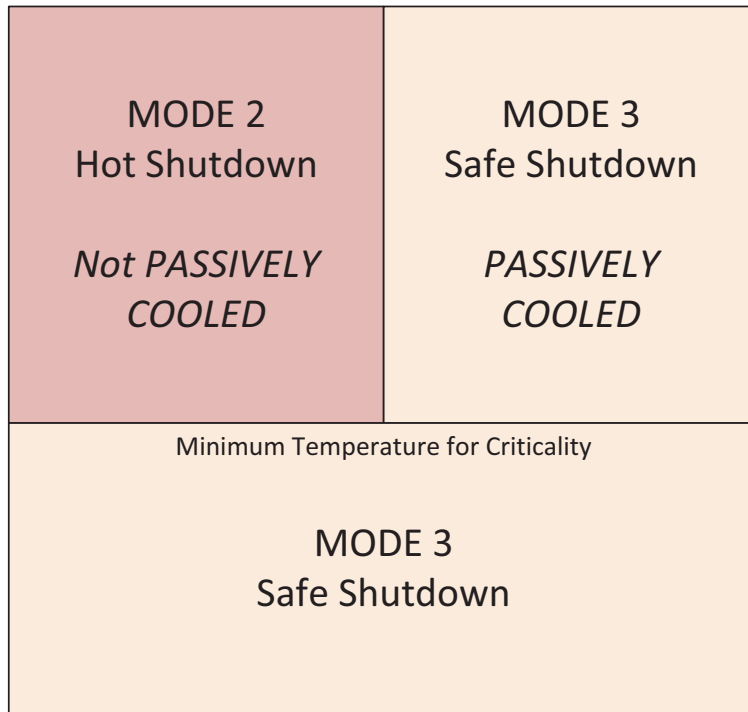 MODE 2
Hot Shutdown
Not PASSIVELY
COOLED
MODE 3
Safe Shutdown
PASSIVELY
COOLED
Minimum Temperature for Criticality
MODE 3
Safe Shutdown